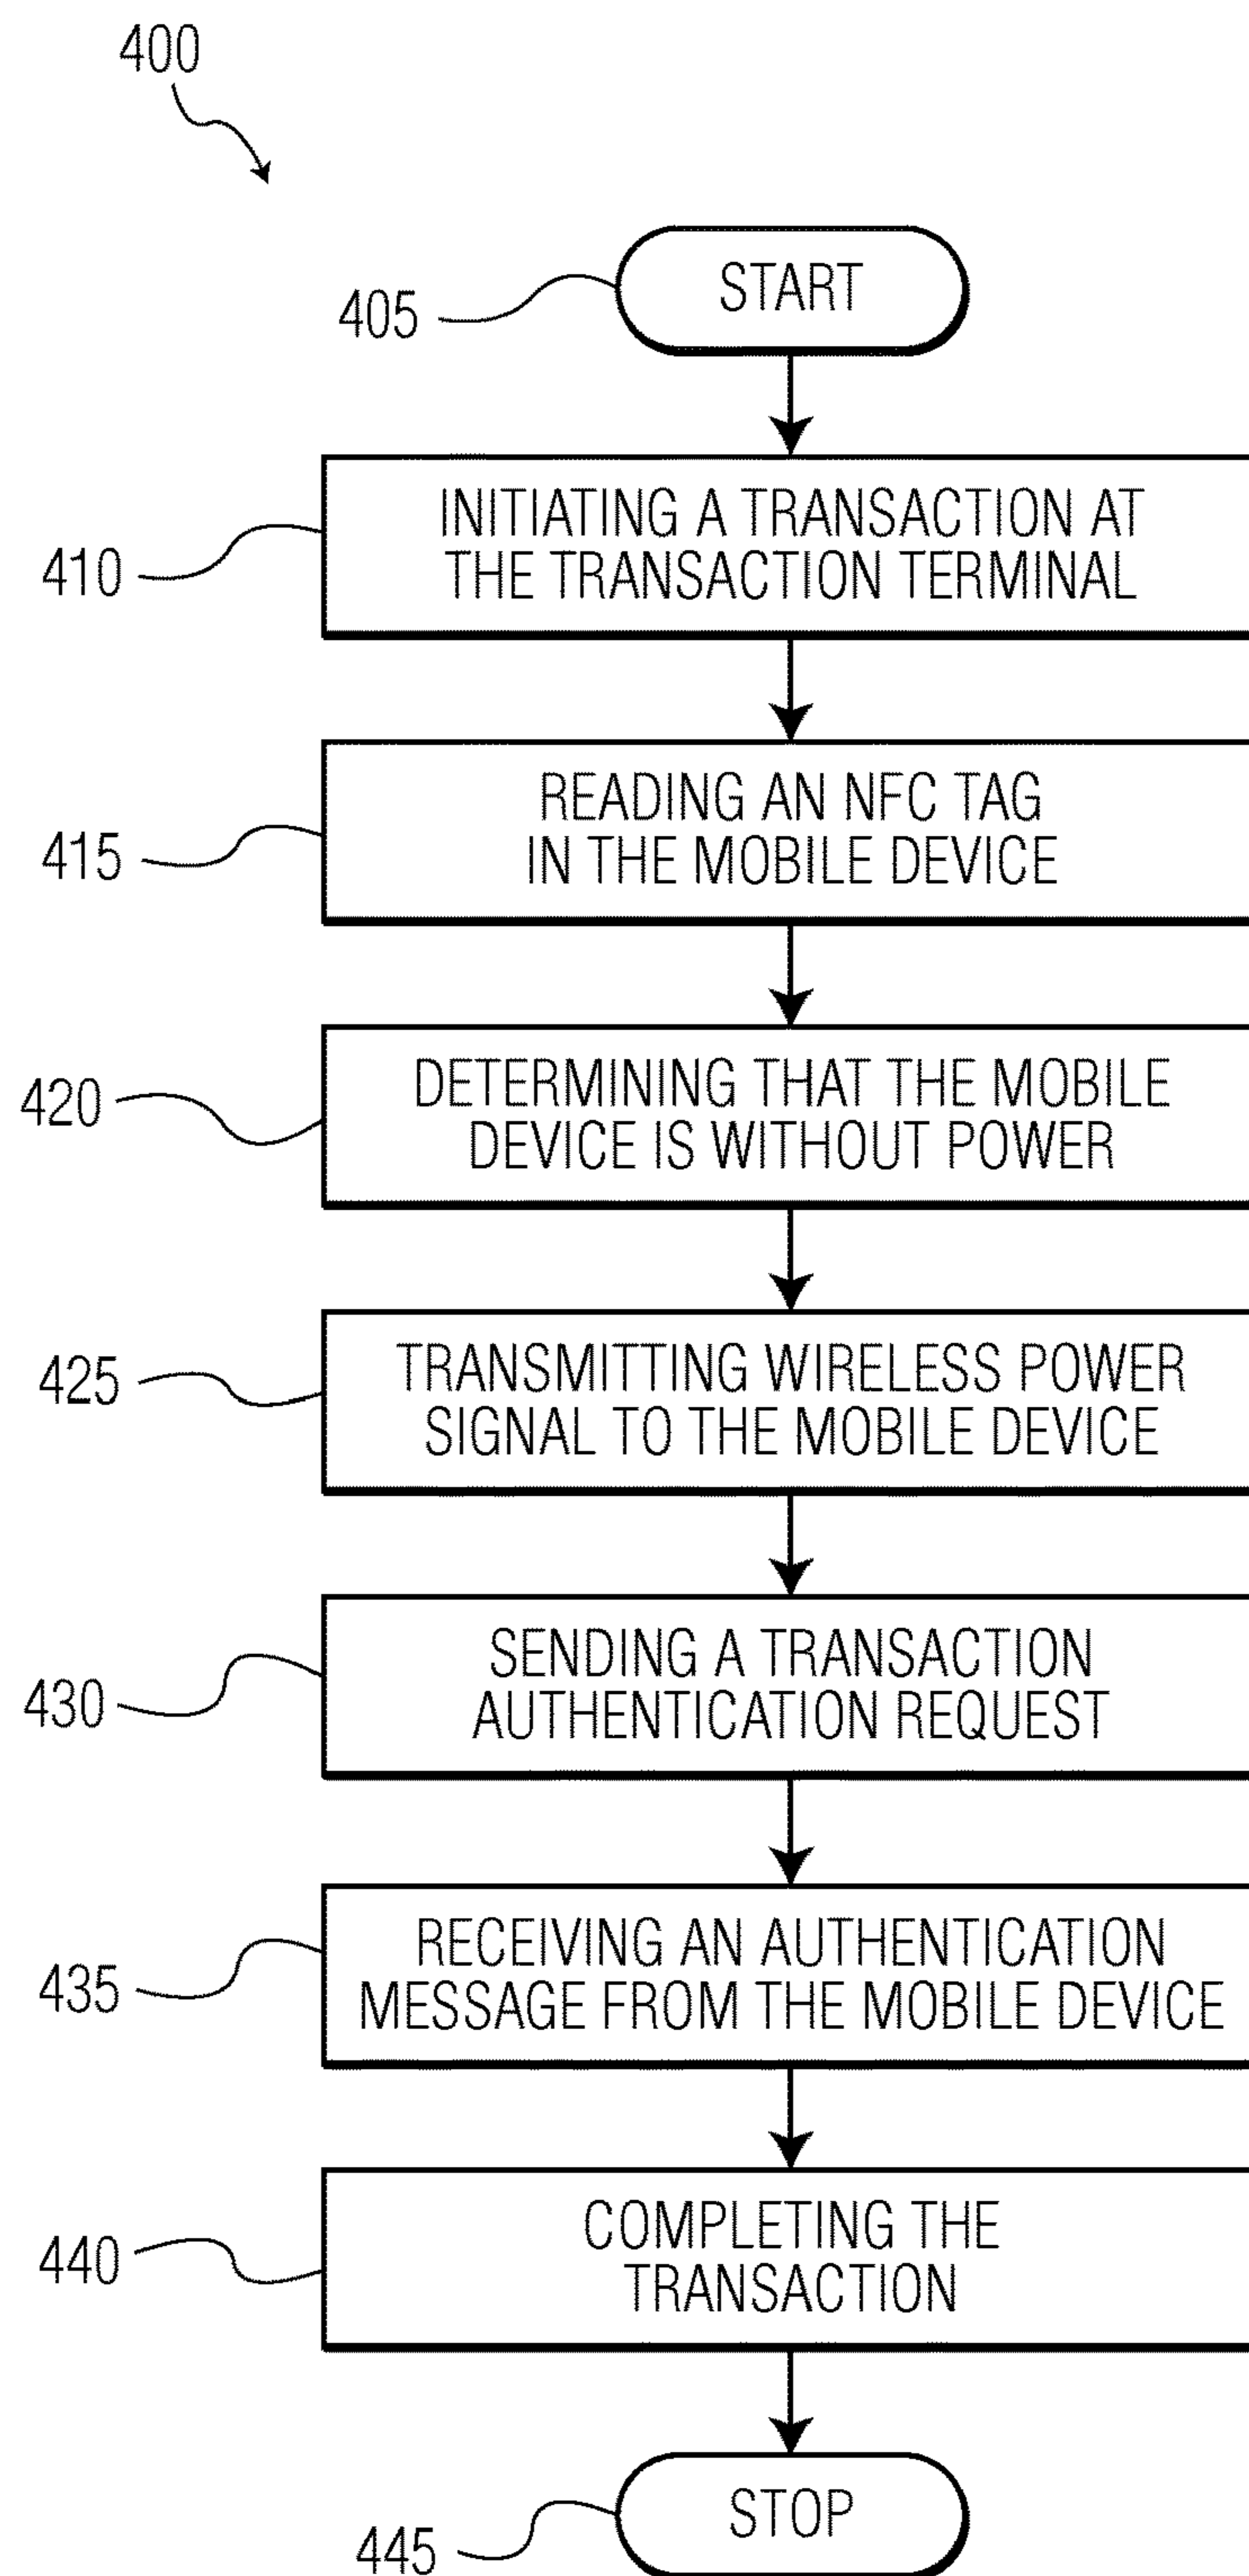 400
405
START
410
INITIATING A TRANSACTION AT
THE TRANSACTION TERMINAL
415
READING AN NFC TAG
IN THE MOBILE DEVICE
420
DETERMINING THAT THE MOBILE
DEVICE IS WITHOUT POWER
425
TRANSMITTING WIRELESS POWER
SIGNAL TO THE MOBILE DEVICE
430
SENDING A TRANSACTION
AUTHENTICATION REQUEST
435
RECEIVING AN AUTHENTICATION
MESSAGE FROM THE MOBILE DEVICE
440
COMPLETING THE
TRANSACTION
445
STOP